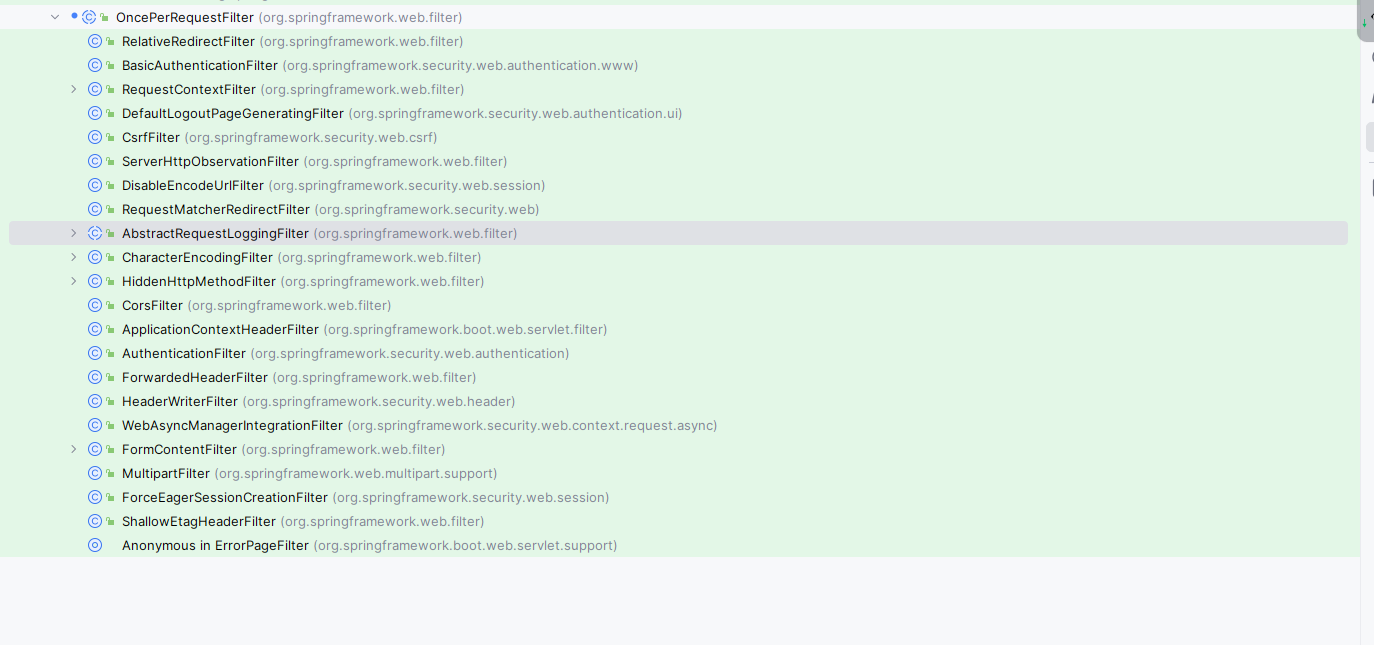 OncePerRequestFilter (org.springframework.web.filter)
RelativeRedirectFilter (org.springframework.web.filter)
BasicAuthenticationFilter (org.springframework.security.web.authentication.www)
RequestContextFilter (org.springframework.web.filter)
DefaultLogoutPageGeneratingFilter (org.springframework.security.web.authentication.ui)
CsrfFilter (org.springframework.security.web.csrf)
ServerHttpObservationFilter (org.springframework.web.filter)
DisableEncodeUrlFilter (org.springframework.security.web.session)
RequestMatcherRedirectFilter (org.springframework.security.web)
AbstractRequestLoggingFilter (org.springframework.web.filter)
CharacterEncodingFilter (org.springframework.web.filter)
HiddenHttpMethodFilter (org.springframework.web.filter)
CorsFilter (org.springframework.web.filter)
ApplicationContextHeaderFilter (org.springframework.boot.web.servlet.filter)
AuthenticationFilter (org.springframework.security.web.authentication)
ForwardedHeaderFilter (org.springframework.web.filter)
HeaderWriterFilter (org.springframework.security.web.header)
WebAsyncManagerIntegrationFilter (org.springframework.security.web.context.request.async)
FormContentFilter (org.springframework.web.filter)
MultipartFilter (org.springframework.web.multipart.support)
ForceEagerSessionCreationFilter (org.springframework.security.web.session)
ShallowEtagHeaderFilter (org.springframework.web.filter)
Anonymous in ErrorPageFilter (org.springframework.boot.web.servlet.support)